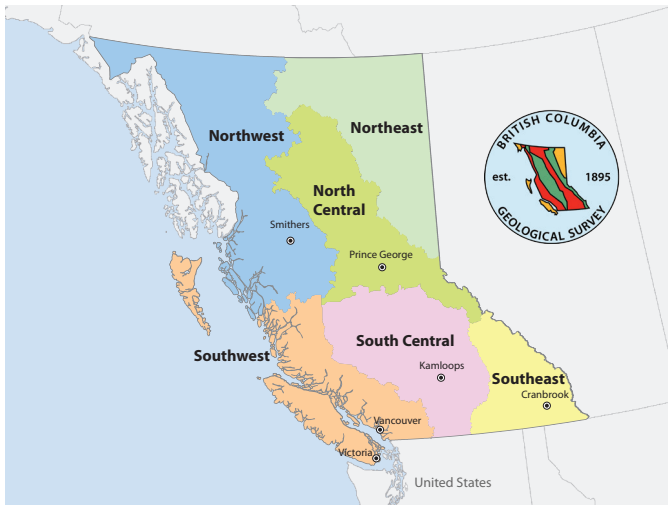 BRITISH COLUMBIA
est.
1895
GEOLOGICAL SURVEY
Northwest
Northeast
North
Central
Smithers
Prince George
Southwest
South Central
Kamloops
Southeast
Cranbrook
Vancouver
Victoria
United States